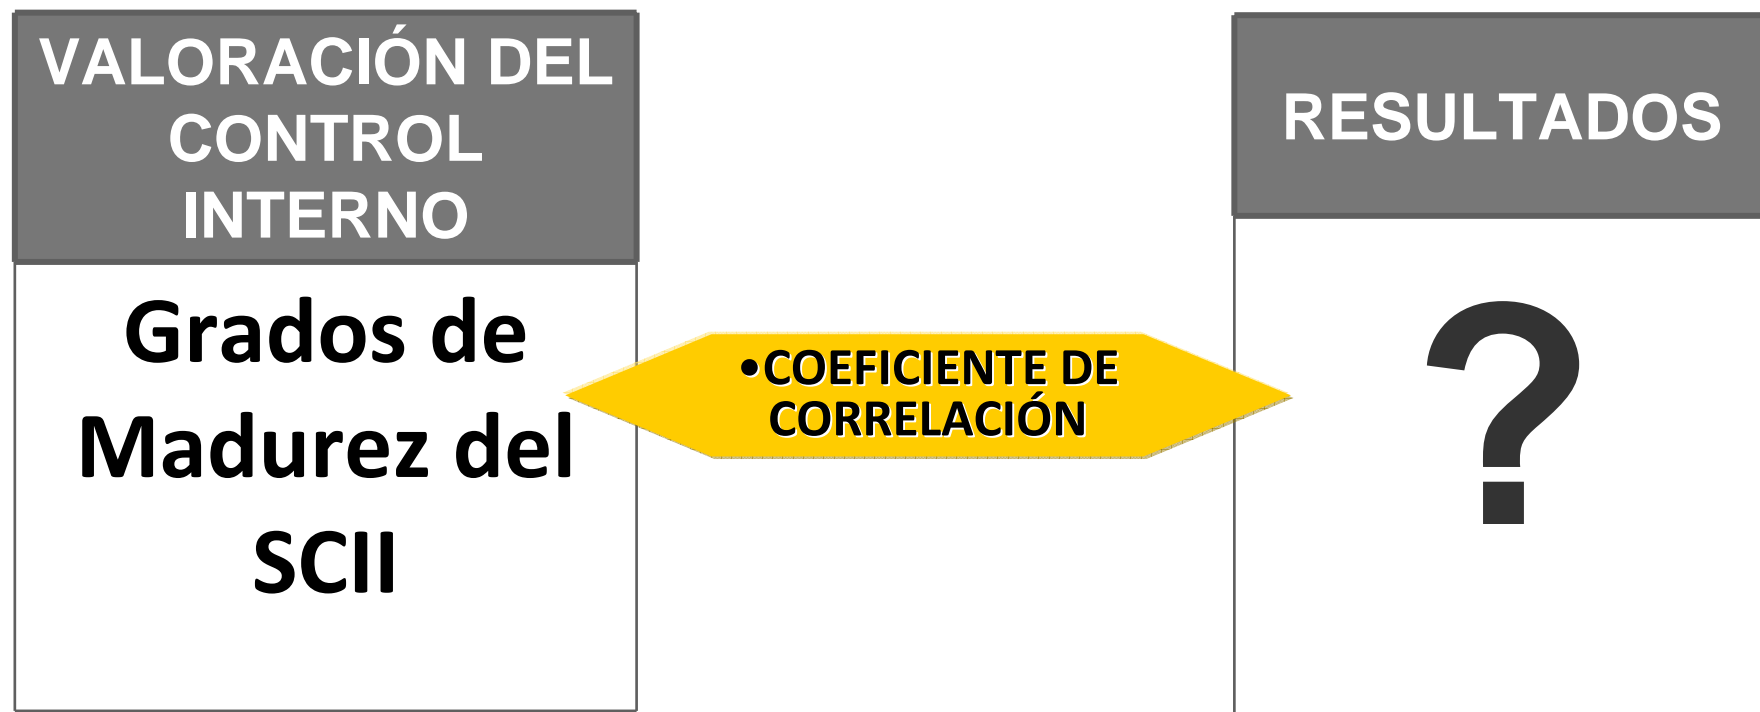 VALORACIÓN DEL
CONTROL
INTERNO
Grados de
Madurez del
SCII
•COEFICIENTE DE
CORRELACIÓN
RESULTADOS
?